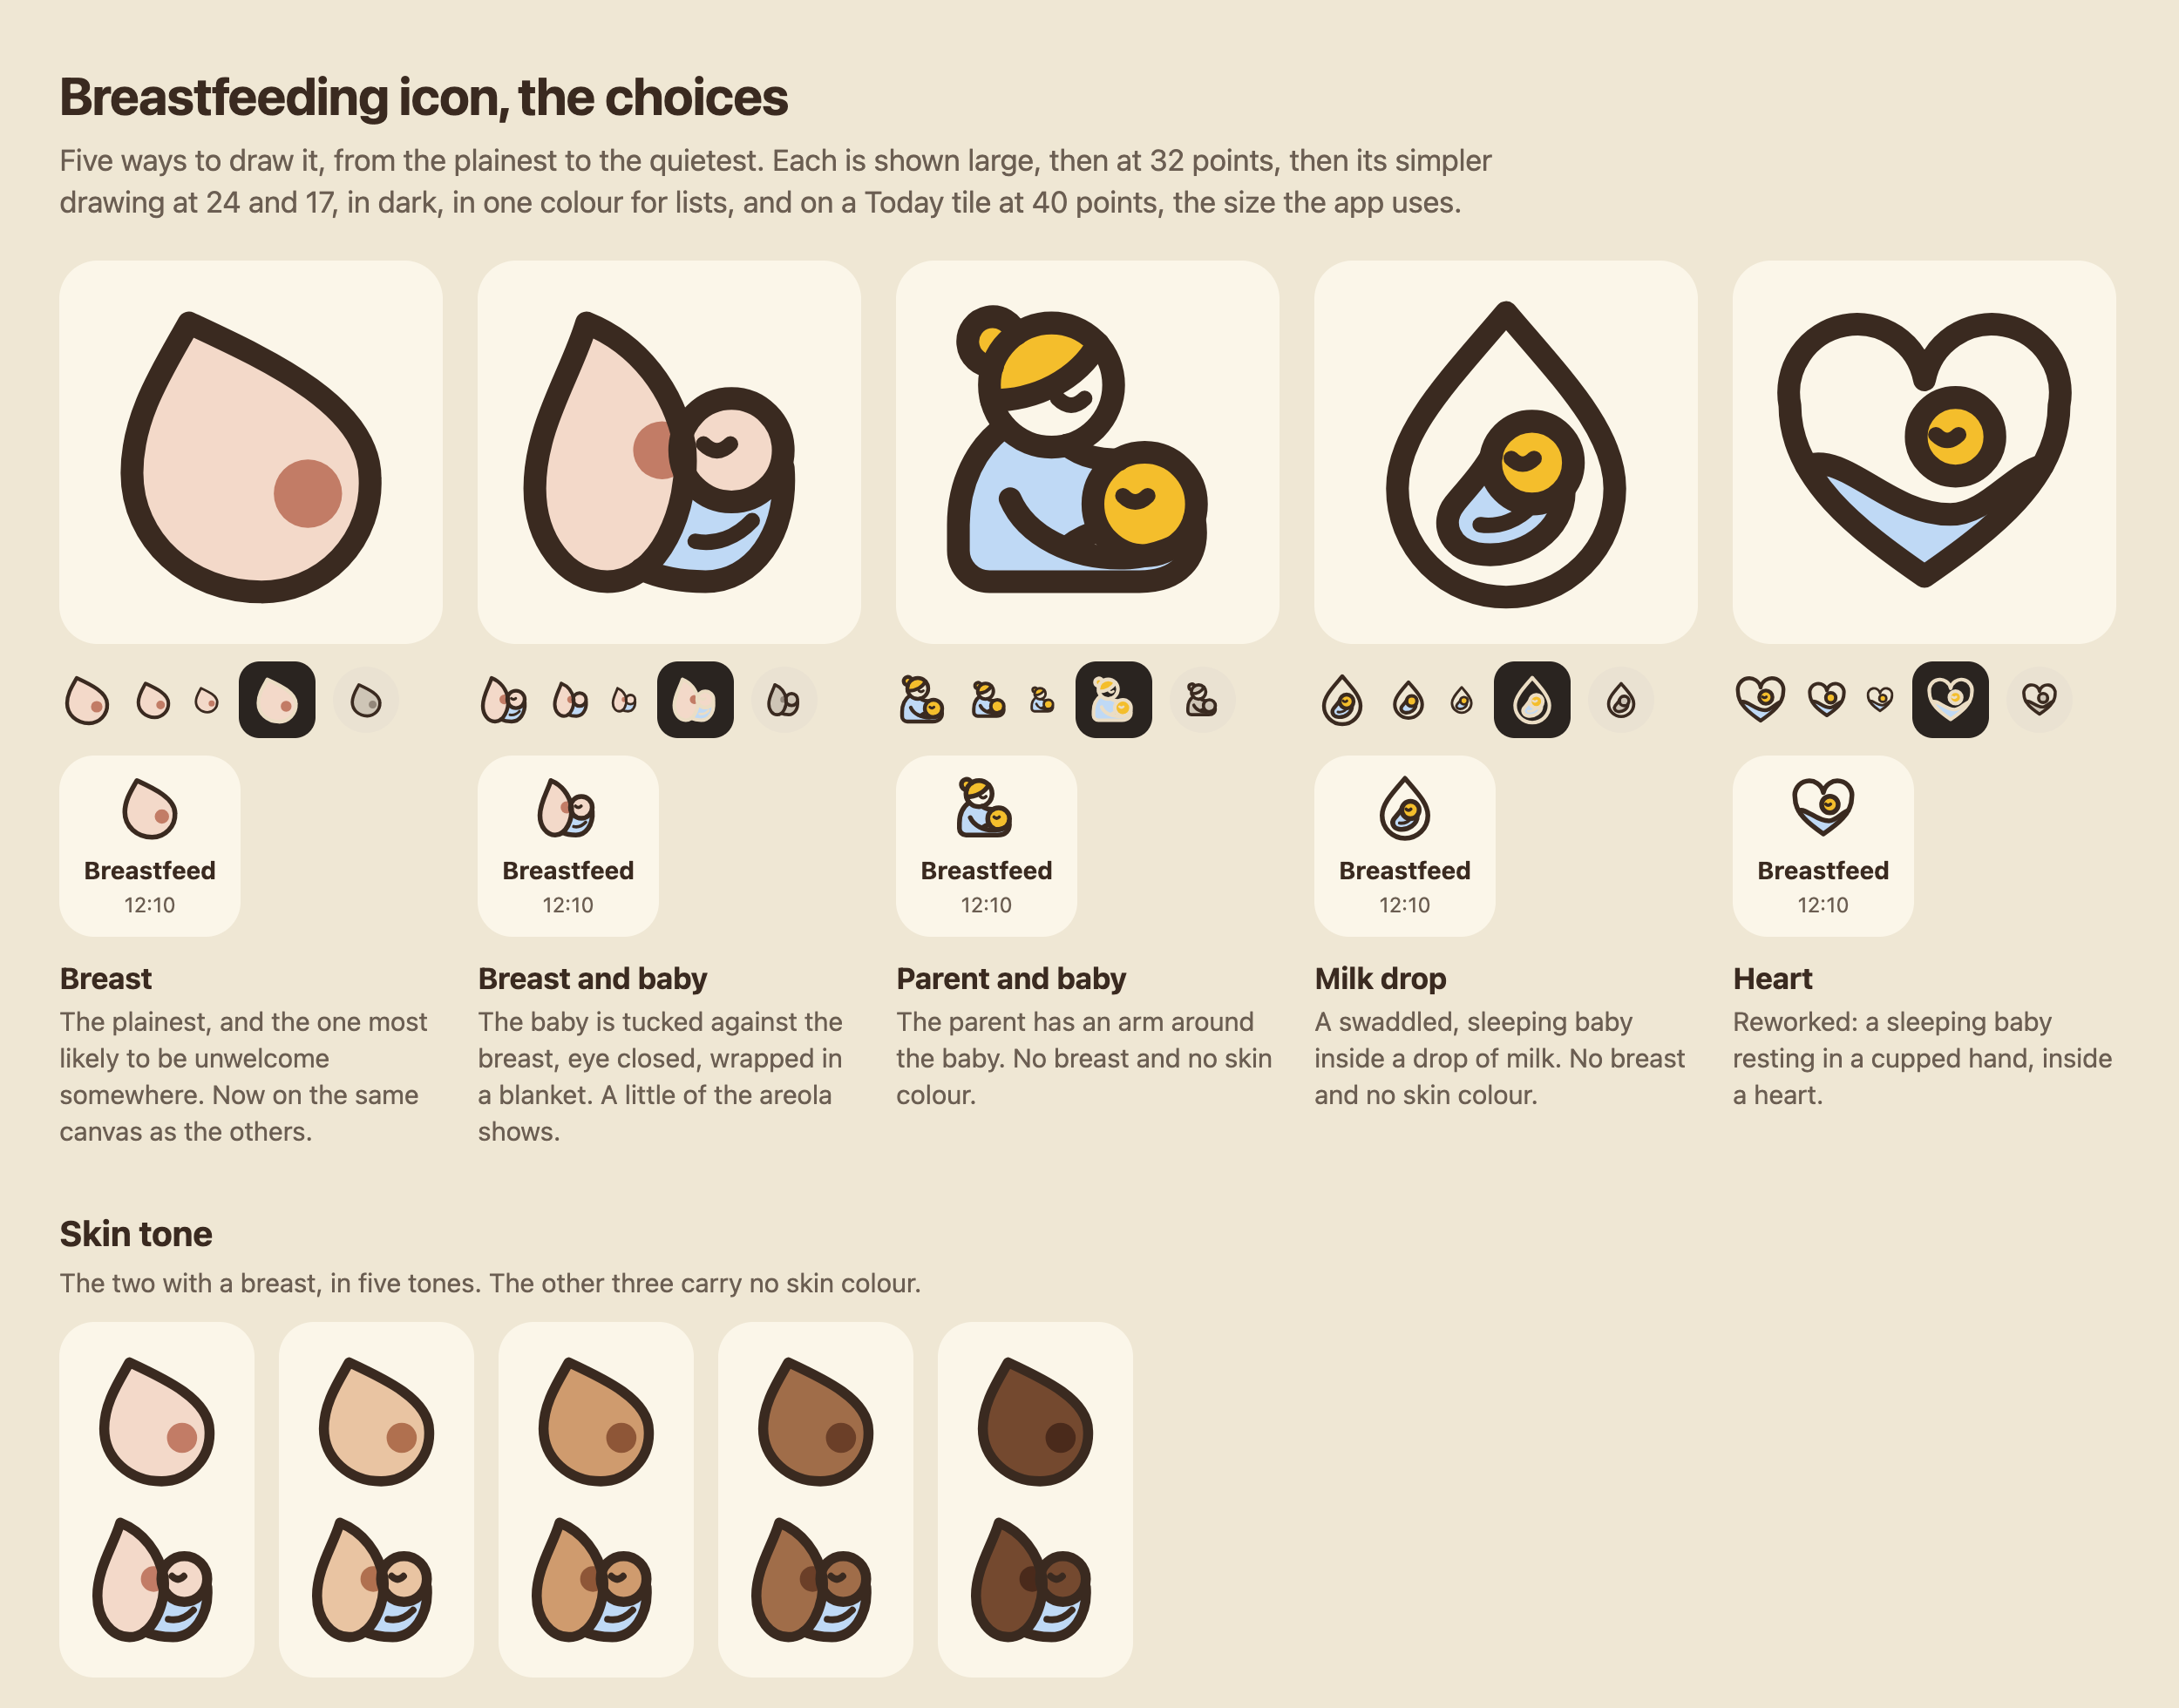 Breastfeeding icon, the choices
Five ways to draw it, from the plainest to the quietest. Each is shown large, then at 32 points, then its simpler
drawing at 24 and 17, in dark, in one colour for lists, and on a Today tile at 40 points, the size the app uses.
Breastfeed
12:10
Breastfeed
12:10
Breastfeed
12:10
Breastfeed
12:10
Breastfeed
12:10
Breast
The plainest, and the one most
likely to be unwelcome
somewhere. Now on the same
canvas as the others.
Breast and baby
The baby is tucked against the
breast, eye closed, wrapped in
a blanket. A little of the areola
shows.
Parent and baby
The parent has an arm around
the baby. No breast and no skin
colour.
Milk drop
A swaddled, sleeping baby
inside a drop of milk. No breast
and no skin colour.
Heart
Reworked: a sleeping baby
resting in a cupped hand, inside
a heart.
Skin tone
The two with a breast, in five tones. The other three carry no skin colour.